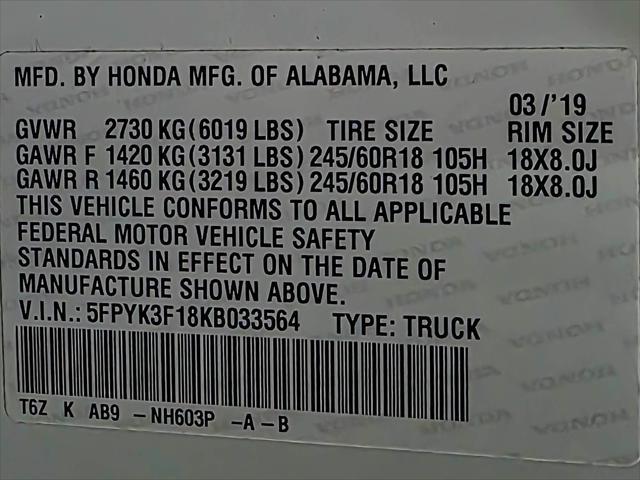 MFD. BY HONDA MFG. OF ALABAMA, LLC
03/'19
GVWR 2730 KG(6019 LBS) TIRE SIZE RIM SIZE
GAWR F 1420 KG(3131 LBS) 245/60R18 105H 18X8.0J
GAWR R 1460 KG(3219 LBS) 245/60R18 105H 18X8.0J
THIS VEHICLE CONFORMS TO ALL APPLICABLE
FEDERAL MOTOR VEHICLE SAFETY
STANDARDS IN EFFECT ON THE DATE OF
MANUFACTURE SHOWN ABOVE.
V.I.N.: 5FPYK3F18KB033564 TYPE: TRUCK
T6Z K AB9 -NH603P -A-B